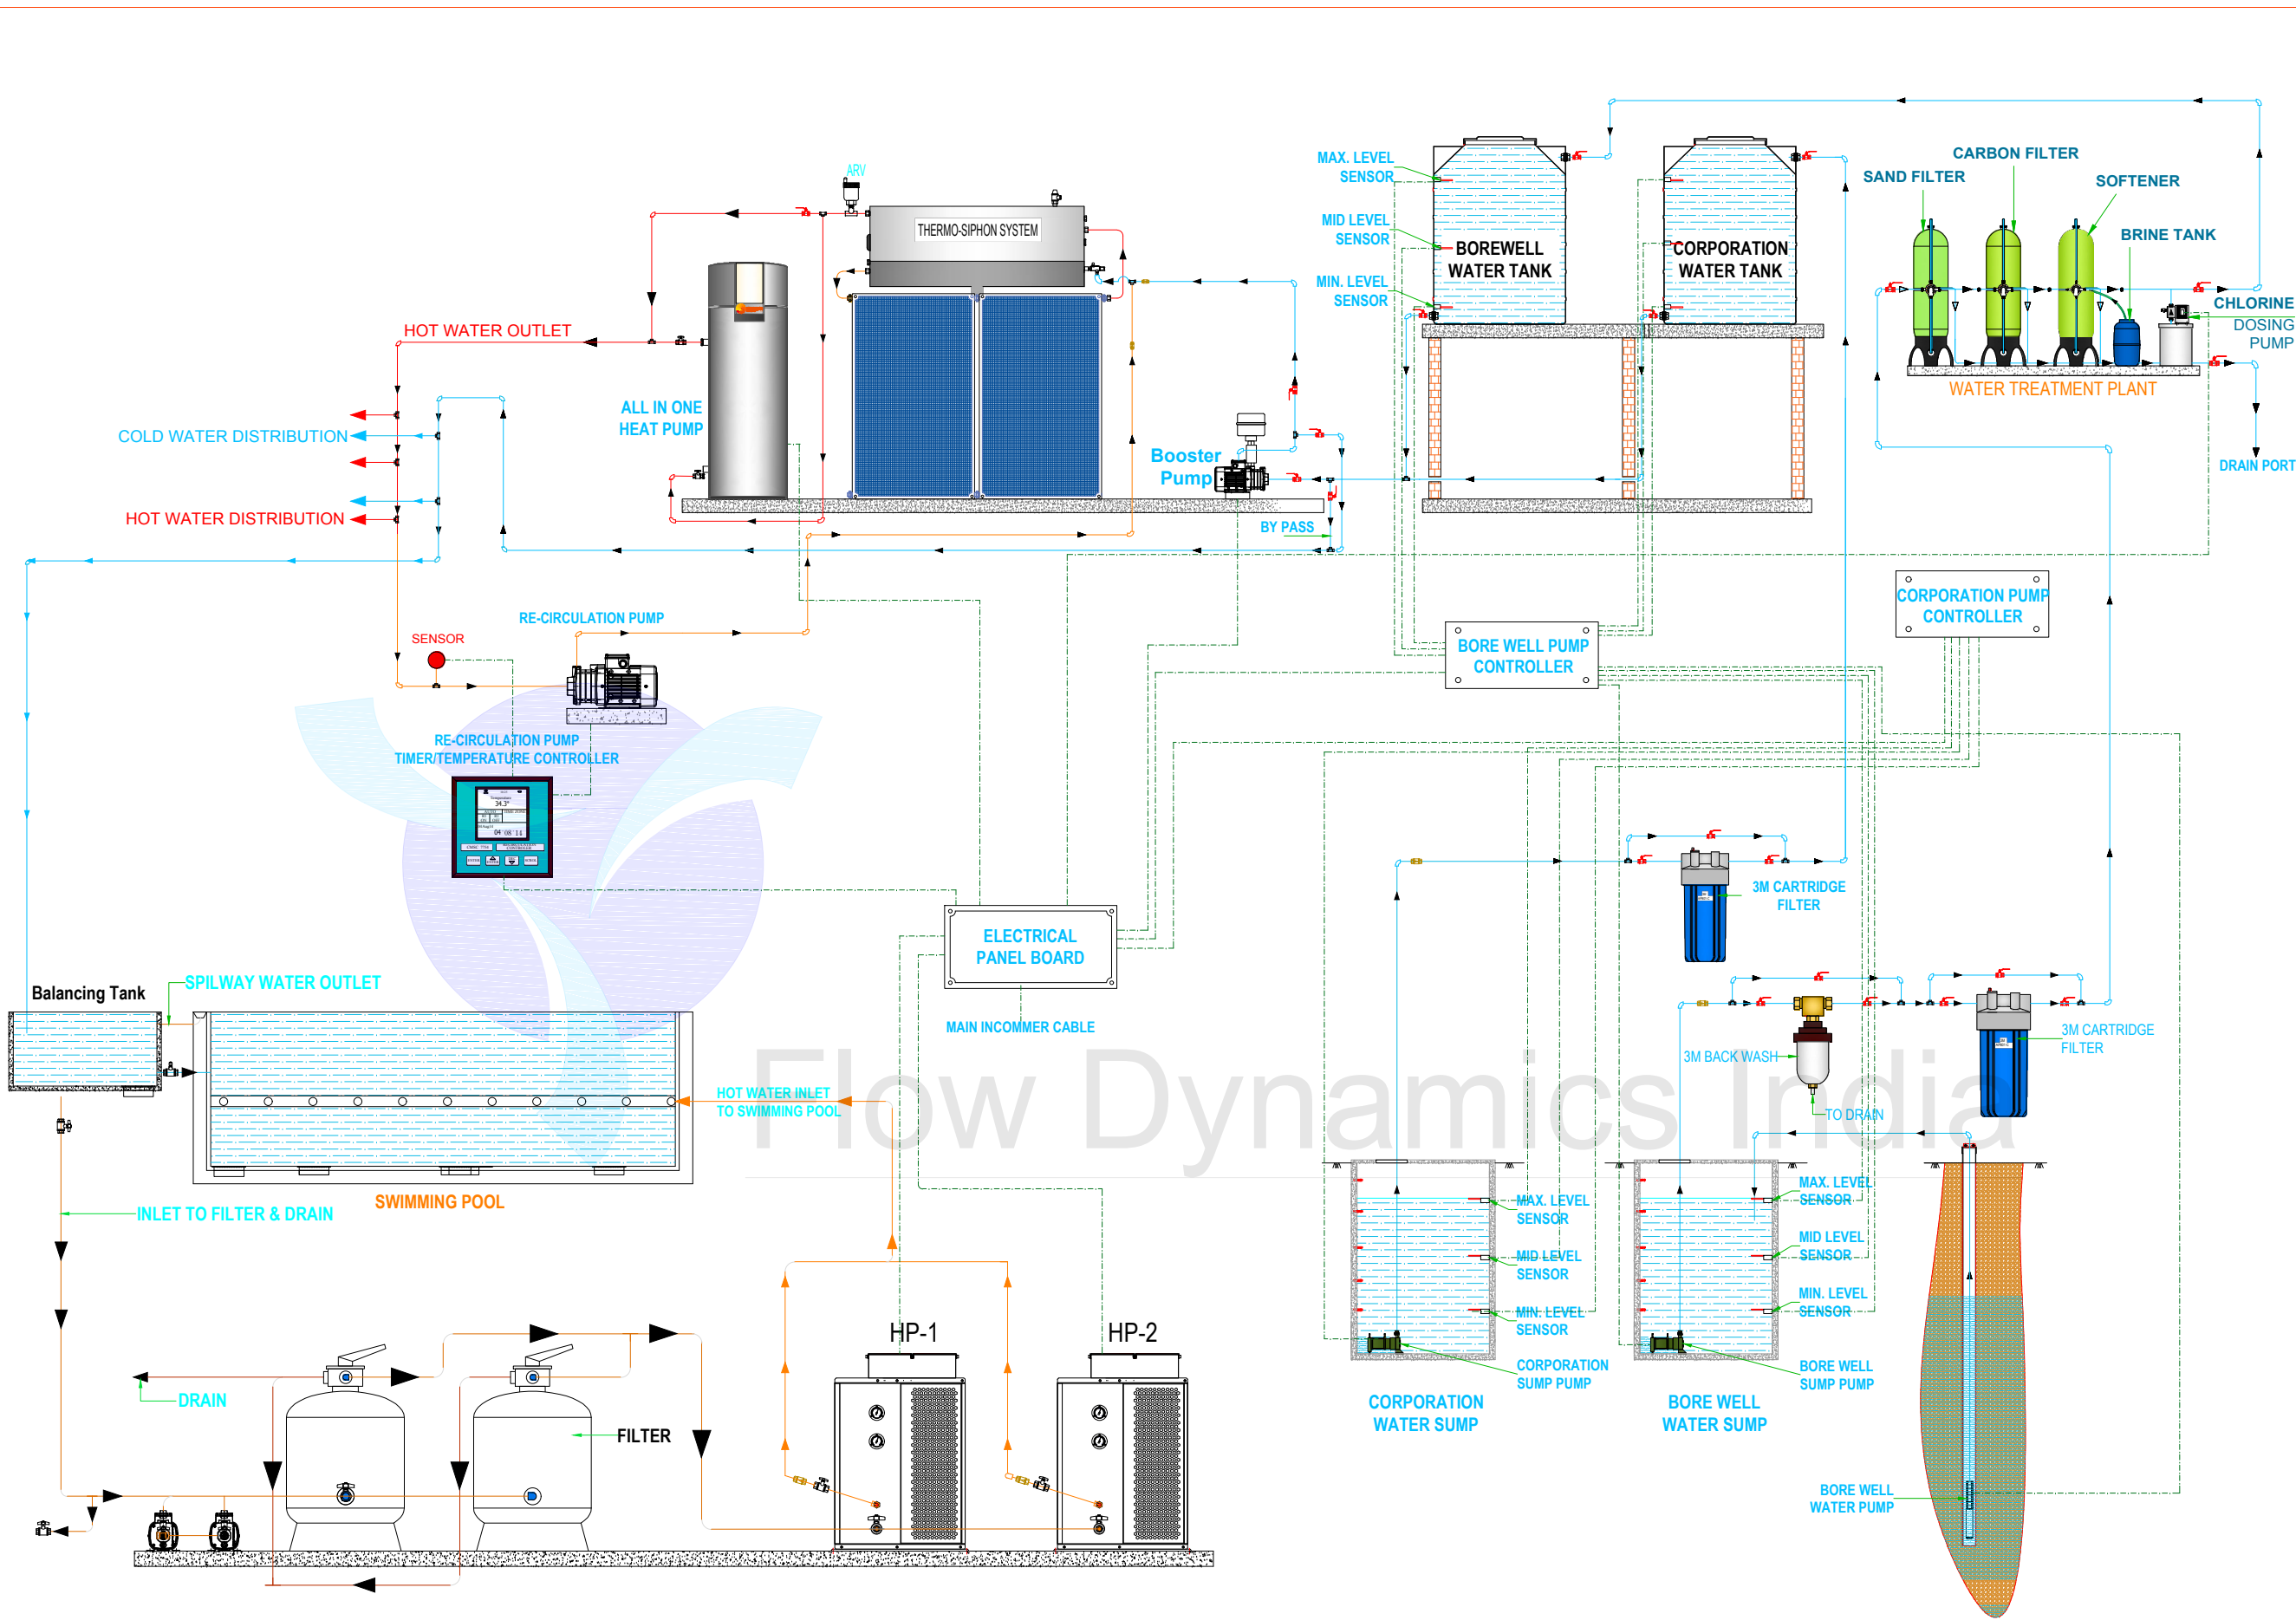 ARV
THERMO-SIPHON SYSTEM
HOT WATER OUTLET
ALL IN ONE
HEAT PUMP
COLD WATER DISTRIBUTION
HOT WATER DISTRIBUTION
Booster
Pump
BY PASS
MAX. LEVEL
SENSOR
MID LEVEL
SENSOR
MIN. LEVEL
SENSOR
BOREWELL
WATER TANK
CORPORATION
WATER TANK
SAND FILTER
CARBON FILTER
SOFTENER
BRINE TANK
CHLORINE
DOSING
PUMP
WATER TREATMENT PLANT
DRAIN PORT
RE-CIRCULATION PUMP
SENSOR
RE-CIRCULATION PUMP
TIMER/TEMPERATURE CONTROLLER
Temperature
34.3°
04 08 14
BORE WELL PUMP
CONTROLLER
CORPORATION PUMP
CONTROLLER
ELECTRICAL
PANEL BOARD
MAIN INCOMMER CABLE
3M CARTRIDGE
FILTER
3M BACK WASH
TO DRAIN
3M CARTRIDGE
FILTER
Flow Dynamics India
Balancing Tank
SPILWAY WATER OUTLET
HOT WATER INLET
TO SWIMMING POOL
SWIMMING POOL
INLET TO FILTER & DRAIN
DRAIN
FILTER
HP-1
HP-2
MAX. LEVEL
SENSOR
MID LEVEL
SENSOR
MIN. LEVEL
SENSOR
CORPORATION
SUMP PUMP
CORPORATION
WATER SUMP
MAX. LEVEL
SENSOR
MID LEVEL
SENSOR
MIN. LEVEL
SENSOR
BORE WELL
SUMP PUMP
BORE WELL
WATER SUMP
BORE WELL
WATER PUMP